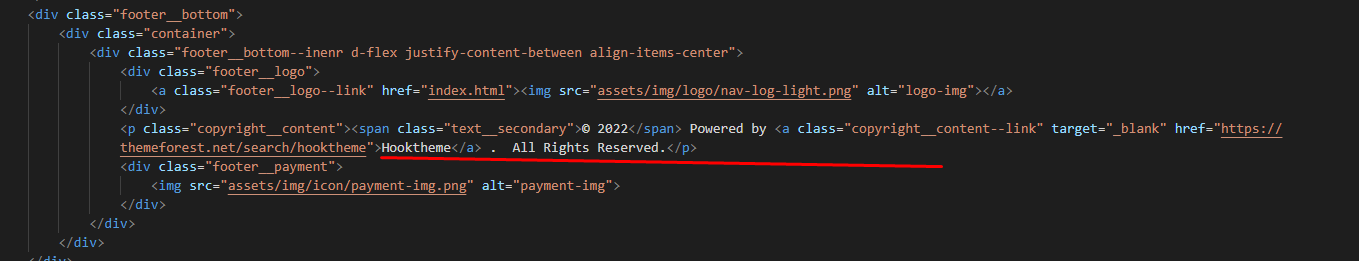 <div class="footer__bottom">
<div class="container">
<div class="footer__bottom--inenr d-flex justify-content-between align-items-center">
<div class="footer__logo">
<a class="footer__logo--link" href="index.html"><img src="assets/img/logo/nav-log-light.png" alt="logo-img"></a>
</div>
<p class="copyright__content"><span class="text__secondary">© 2022</span> Powered by <a class="copyright__content--link" target="_blank" href="https://
themeforest.net/search/hooktheme">Hooktheme</a> .  All Rights Reserved.</p>
<div class="footer__payment">
<img src="assets/img/icon/payment-img.png" alt="payment-img">
</div>
</div>
</div>
</div>